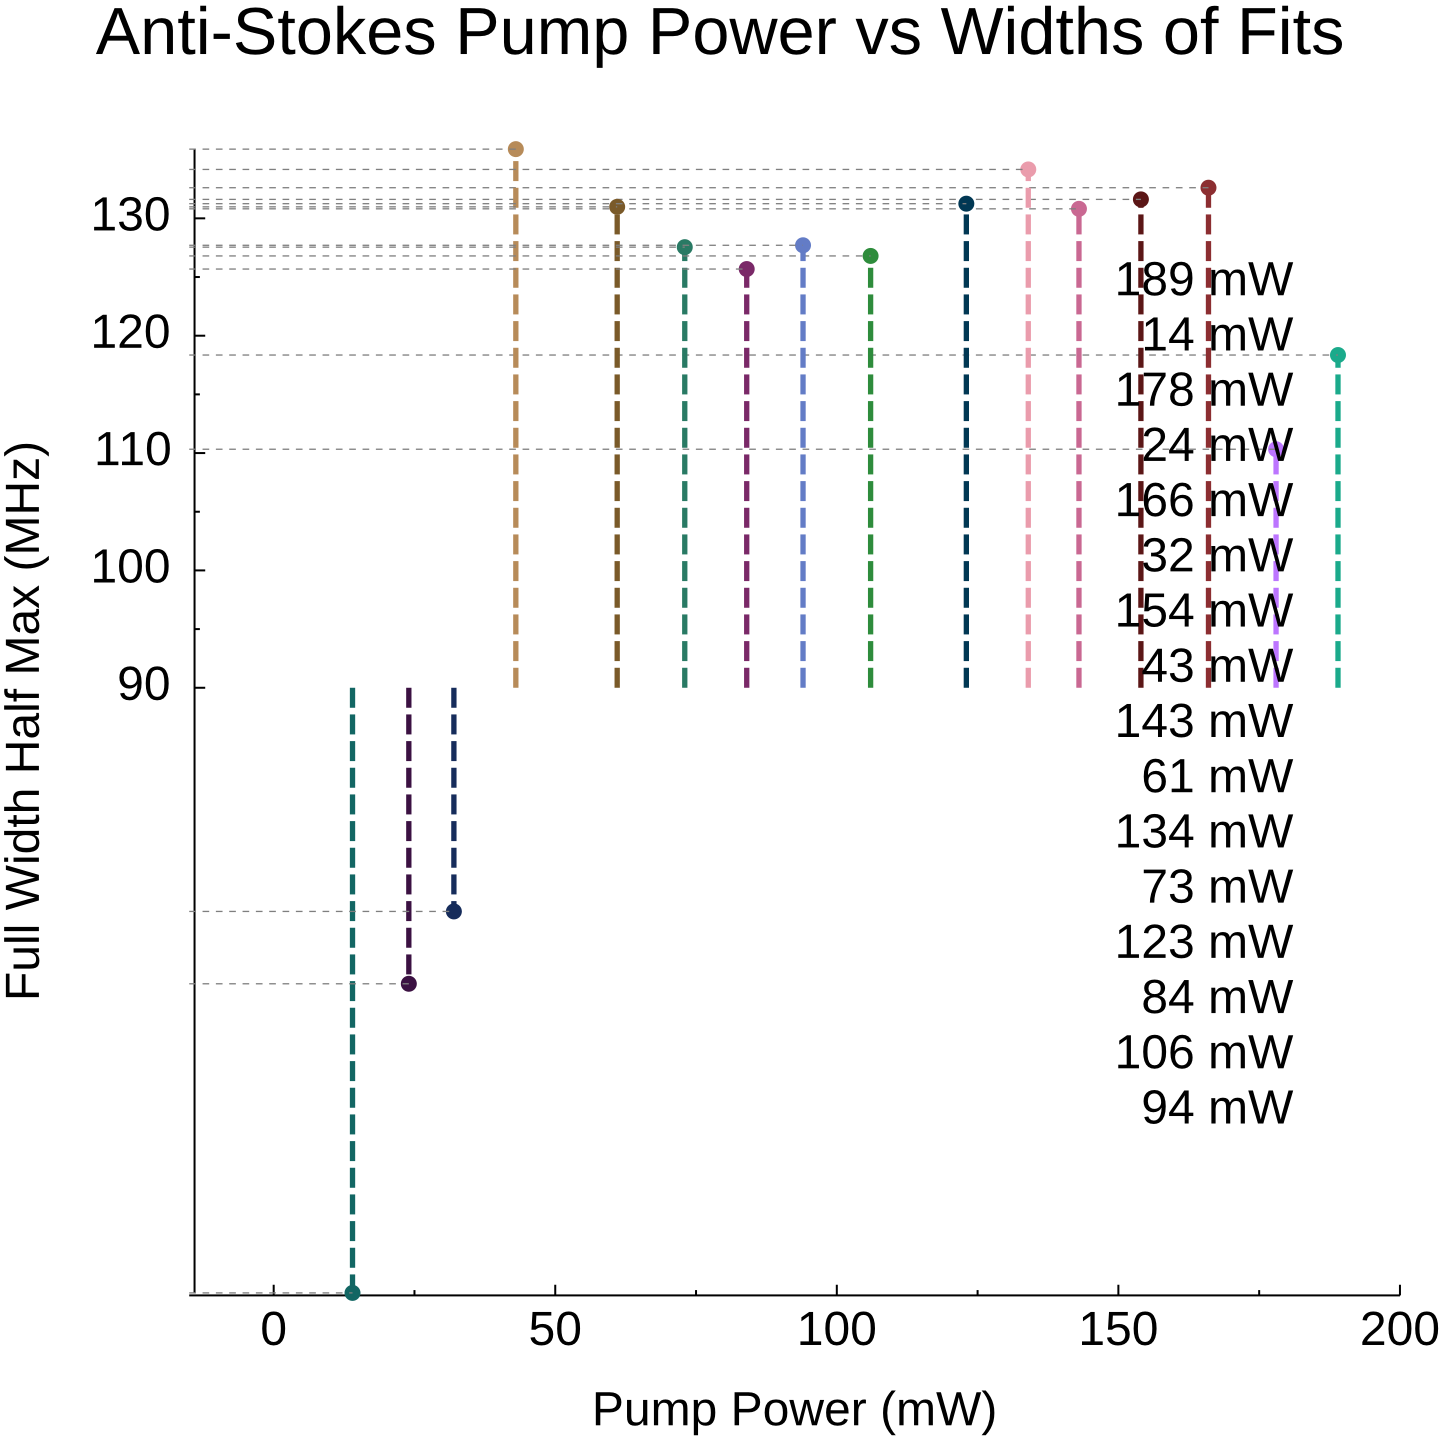 Anti-Stokes Pump Power vs Widths of Fits
Full Width Half Max (MHz)
130
120
110
100
90
189 mW
14 mW
178 mW
24 mW
166 mW
32 mW
154 mW
43 mW
143 mW
61 mW
134 mW
73 mW
123 mW
84 mW
106 mW
94 mW
0 50 100 150 200
Pump Power (mW)